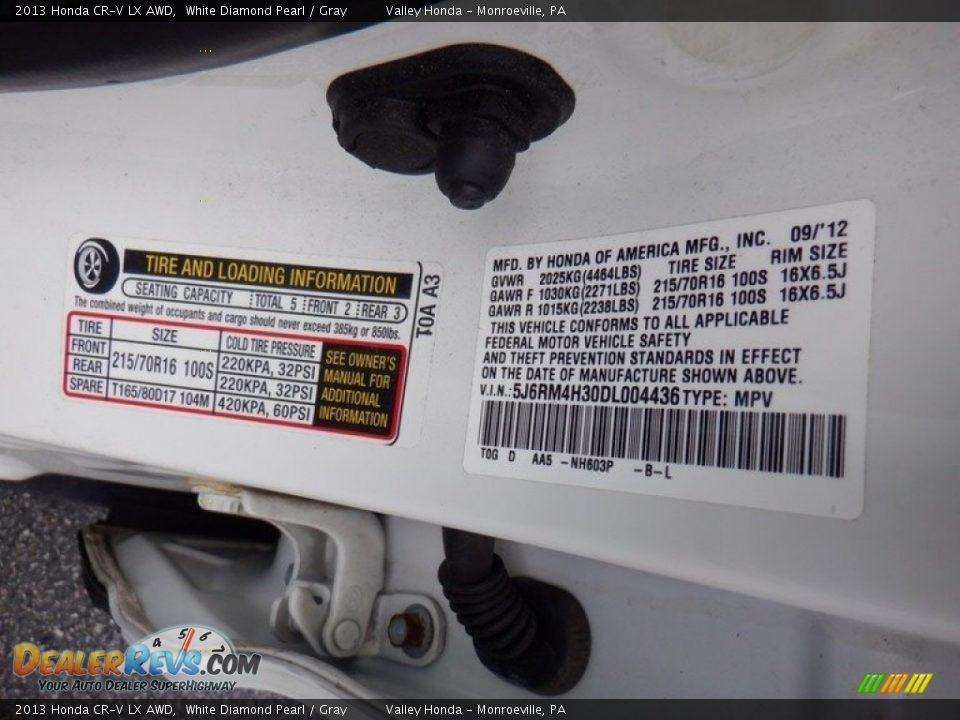 2013 Honda CR-V LX AWD,  White Diamond Pearl / Gray    Valley Honda - Monroeville, PA
TIRE AND LOADING INFORMATION
SEATING CAPACITY TOTAL 5 FRONT 2 REAR 3
The combined weight of occupants and cargo should never exceed 385kg or 850lbs.
TIRE SIZE COLD TIRE PRESSURE
FRONT 215/70R16 100S 220KPA, 32PSI
REAR 220KPA, 32PSI
SPARE T165/80D17 104M 420KPA, 60PSI
SEE OWNER'S
MANUAL FOR
ADDITIONAL
INFORMATION
T0A A3
MFD. BY HONDA OF AMERICA MFG., INC. 09/'12
GVWR 2025KG(4464LBS) TIRE SIZE RIM SIZE
GAWR F 1030KG(2271LBS) 215/70R16 100S 16X6.5J
GAWR R 1015KG(2238LBS) 215/70R16 100S 16X6.5J
THIS VEHICLE CONFORMS TO ALL APPLICABLE
FEDERAL MOTOR VEHICLE SAFETY
AND THEFT PREVENTION STANDARDS IN EFFECT
ON THE DATE OF MANUFACTURE SHOWN ABOVE.
V.I.N.: 5J6RM4H30DL004436 TYPE: MPV
T0G D AA5 -NH603P -B-L
4 5 6
DealerRevs.com
Your Auto Dealer SuperHighway
2013 Honda CR-V LX AWD,  White Diamond Pearl / Gray    Valley Honda - Monroeville, PA